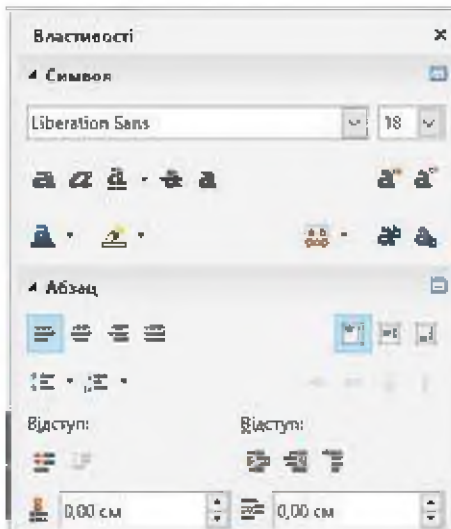 Властивості
Символ
Liberation Sans 18
Абзац
Відступ: Відступ:
0,00 см 0,00 см